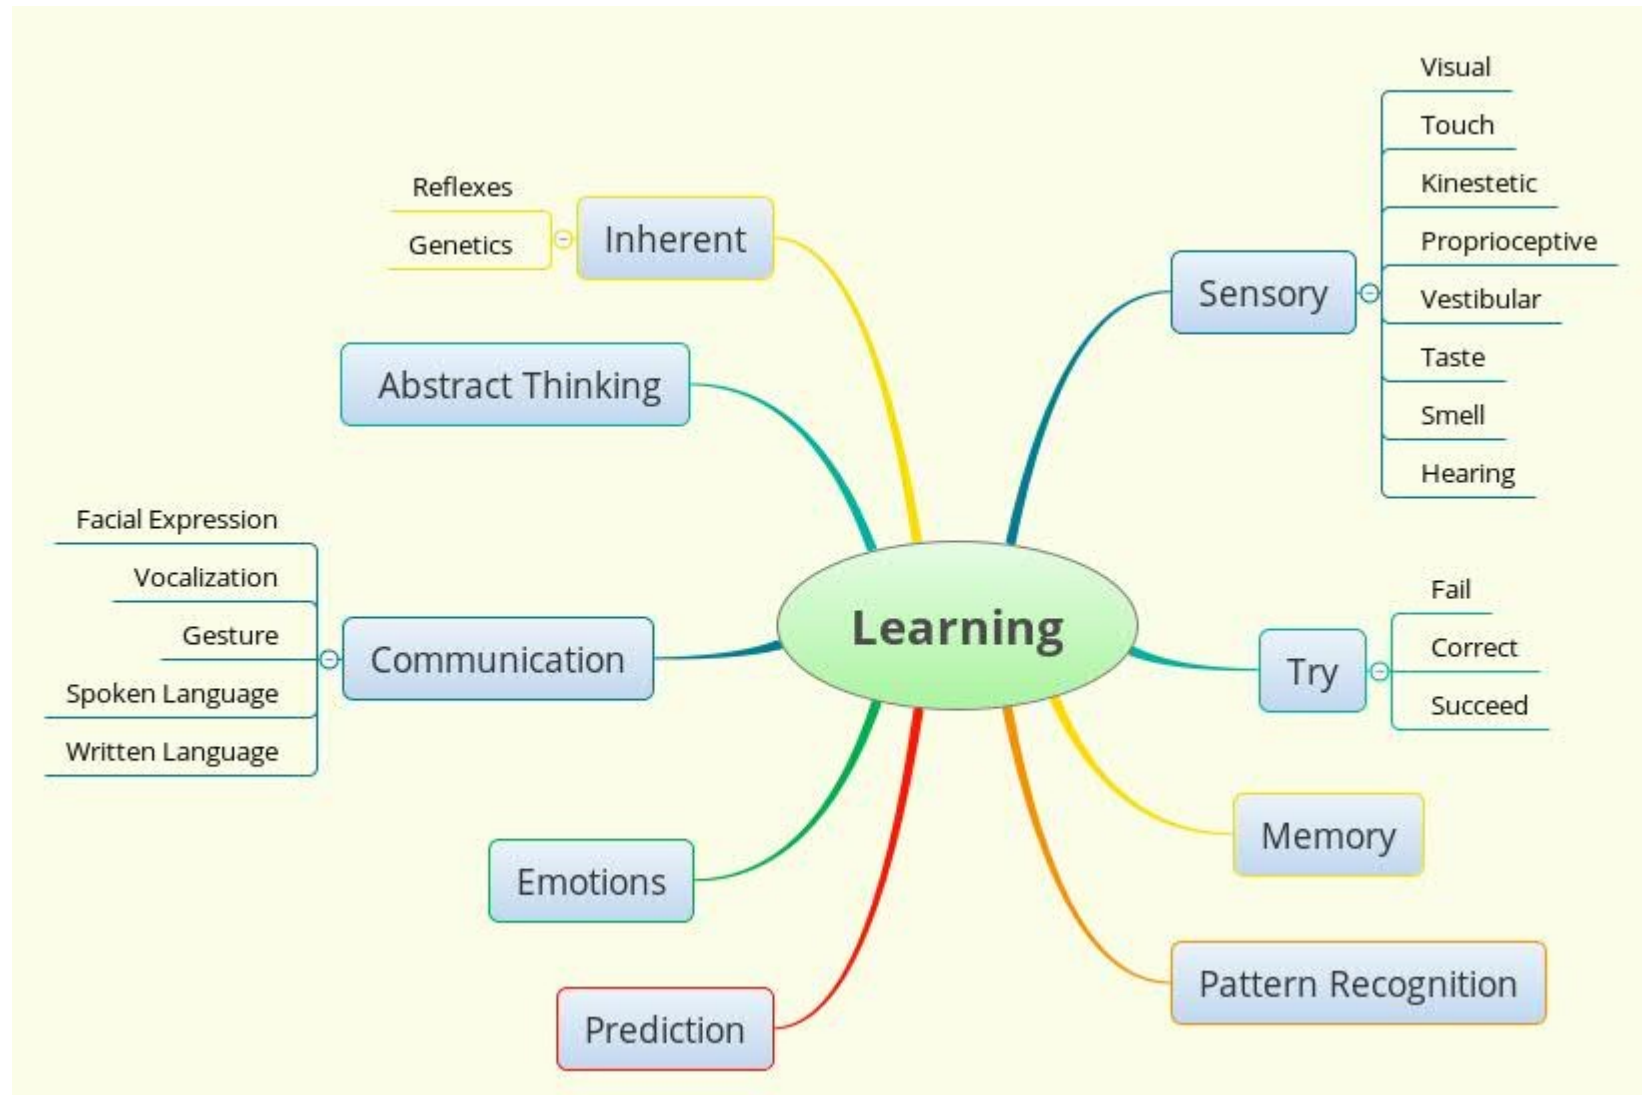 Learning
Sensory
Visual
Touch
Kinestetic
Proprioceptive
Vestibular
Taste
Smell
Hearing
Try
Fail
Correct
Succeed
Memory
Pattern Recognition
Inherent
Reflexes
Genetics
Abstract Thinking
Communication
Facial Expression
Vocalization
Gesture
Spoken Language
Written Language
Emotions
Prediction